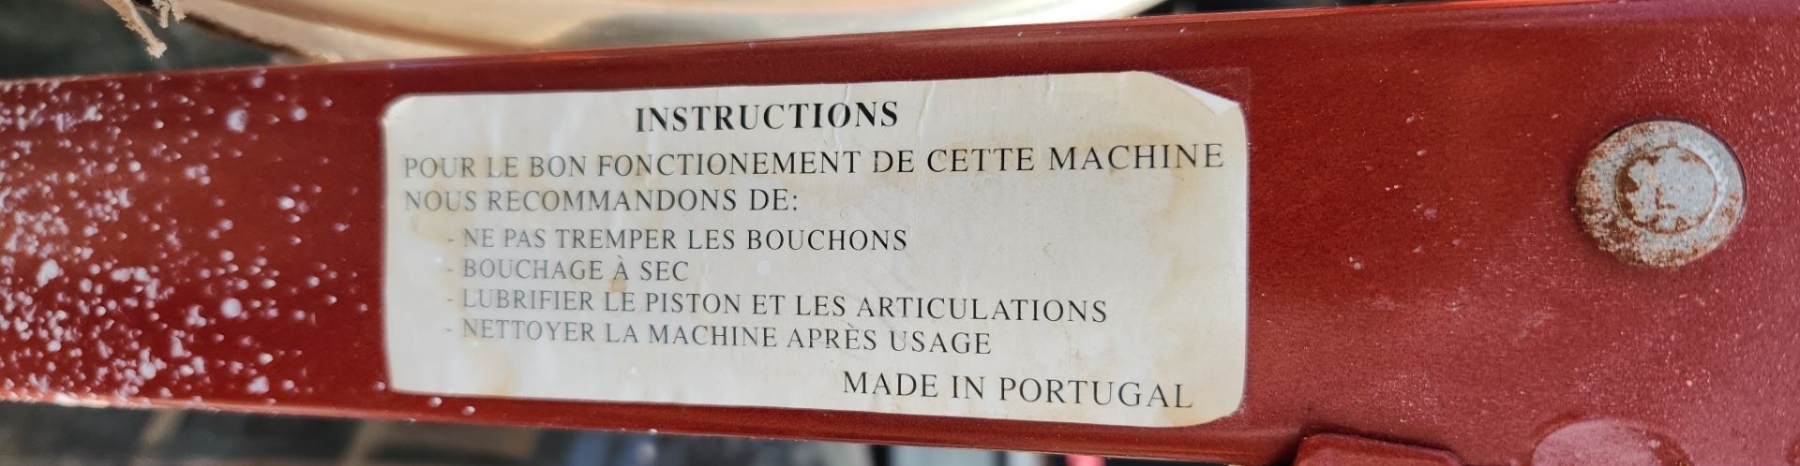 INSTRUCTIONS
POUR LE BON FONCTIONEMENT DE CETTE MACHINE
NOUS RECOMMANDONS DE:
- NE PAS TREMPER LES BOUCHONS
- BOUCHAGE À SEC
- LUBRIFIER LE PISTON ET LES ARTICULATIONS
- NETTOYER LA MACHINE APRÈS USAGE
MADE IN PORTUGAL